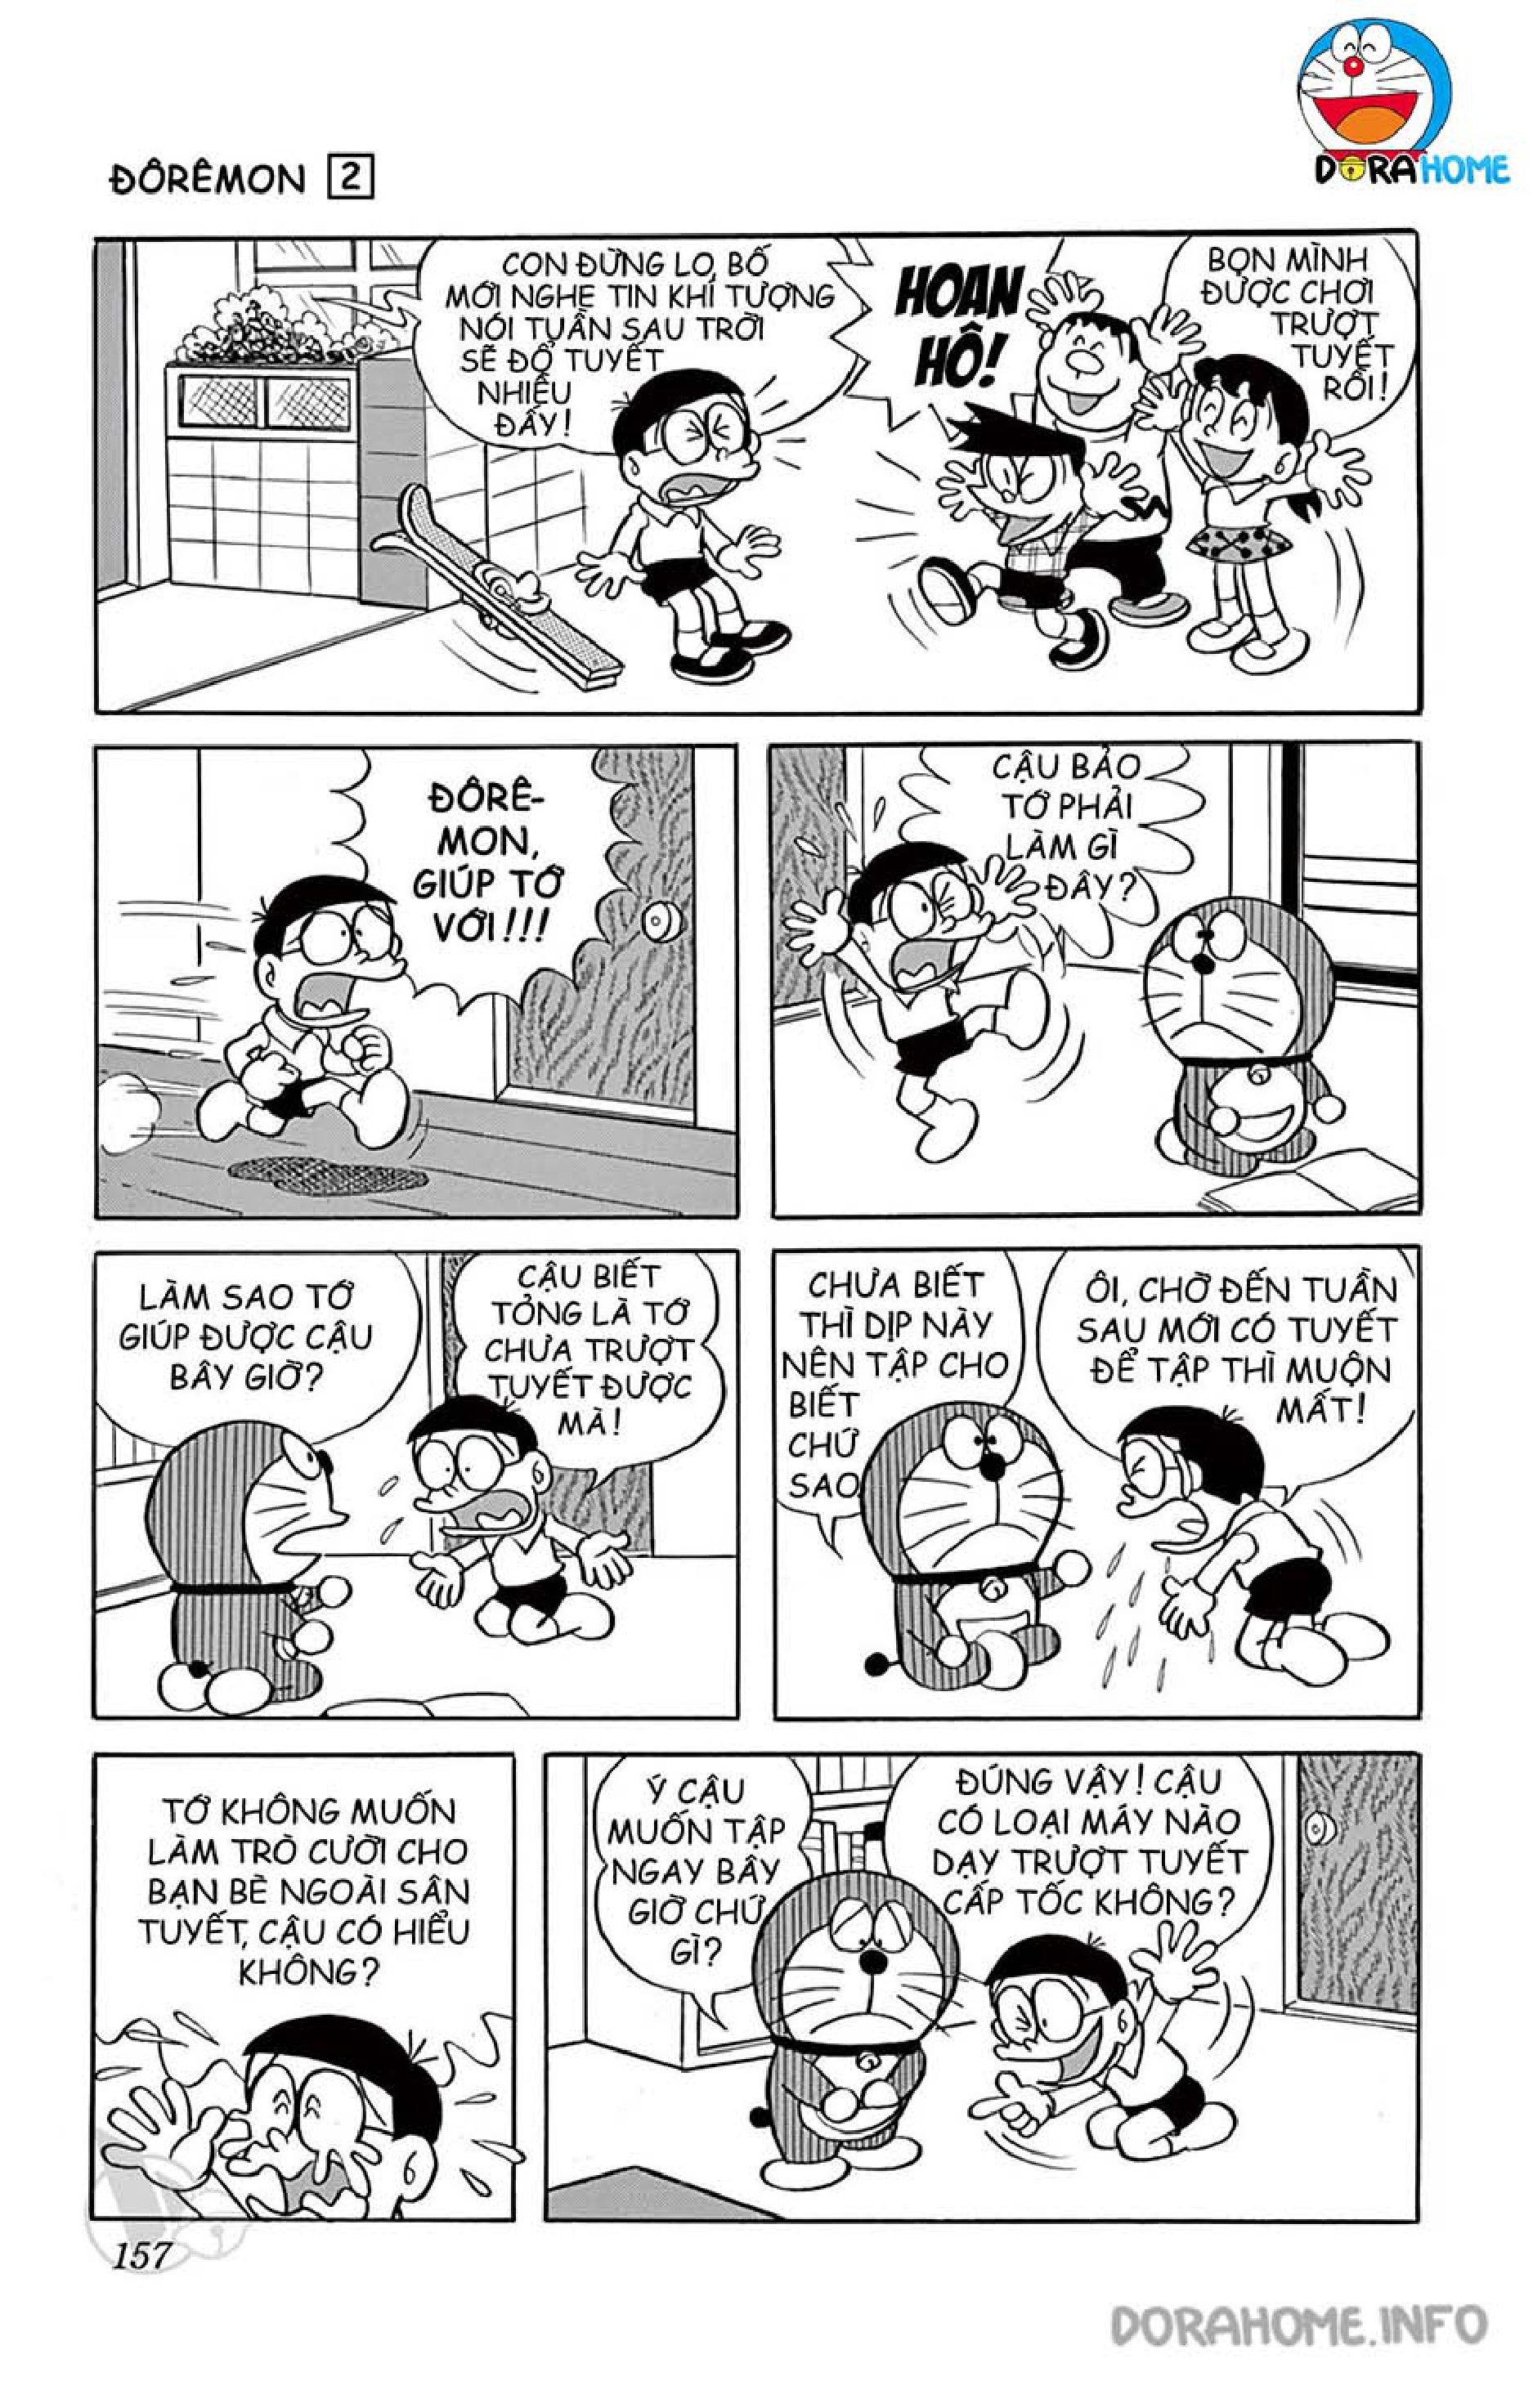 DORAHOME
ĐÔRÊMON 2
CON ĐỪNG LO, BỐ
MỚI NGHE TIN KHÍ TƯỢNG
NÓI TUẦN SAU TRỜI
SẼ ĐỔ TUYẾT
NHIỀU
ĐẤY!
HOAN
HÔ!
BỌN MÌNH
ĐƯỢC CHƠI
TRƯỢT
TUYẾT
RỒI!
ĐÔRÊ-
MON,
GIÚP TỚ
VỚI!!!
CẬU BẢO
TỚ PHẢI
LÀM GÌ
ĐÂY?
LÀM SAO TỚ
GIÚP ĐƯỢC CẬU
BÂY GIỜ?
CẬU BIẾT
TỎNG LÀ TỚ
CHƯA TRƯỢT
TUYẾT ĐƯỢC
MÀ!
CHƯA BIẾT
THÌ DỊP NÀY
NÊN TẬP CHO
BIẾT
CHỨ
SAO
ÔI, CHỜ ĐẾN TUẦN
SAU MỚI CÓ TUYẾT
ĐỂ TẬP THÌ MUỘN
MẤT!
TỚ KHÔNG MUỐN
LÀM TRÒ CƯỜI CHO
BẠN BÈ NGOÀI SÂN
TUYẾT, CẬU CÓ HIỂU
KHÔNG?
Ý CẬU
MUỐN TẬP
NGAY BÂY
GIỜ CHỨ
GÌ?
ĐÚNG VẬY! CẬU
CÓ LOẠI MÁY NÀO
DẠY TRƯỢT TUYẾT
CẤP TỐC KHÔNG?
157
DORAHOME.INFO